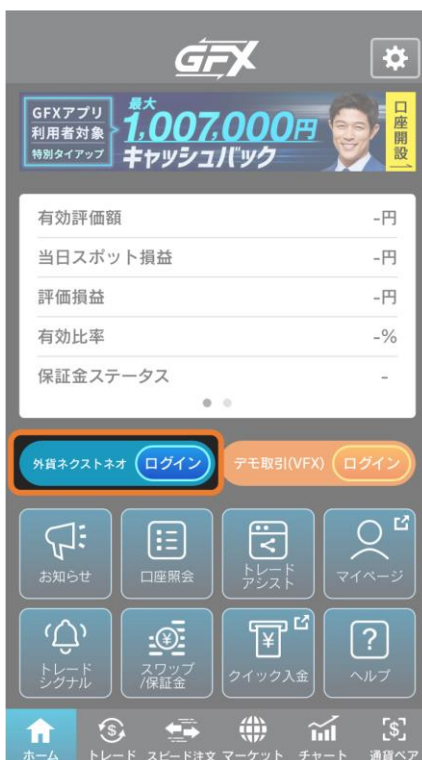 GFX
GFXアプリ
利用者対象
特別タイアップ
最大
1,007,000円
キャッシュバック
口座開設
有効評価額 -円
当日スポット損益 -円
評価損益 -円
有効比率 -%
保証金ステータス -
外貨ネクストネオ ログイン
デモ取引(VFX) ログイン
お知らせ
口座照会
トレード
アシスト
マイページ
トレード
シグナル
スワップ
/保証金
クイック入金
ヘルプ
ホーム
トレード
スピード注文
マーケット
チャート
通貨ペア